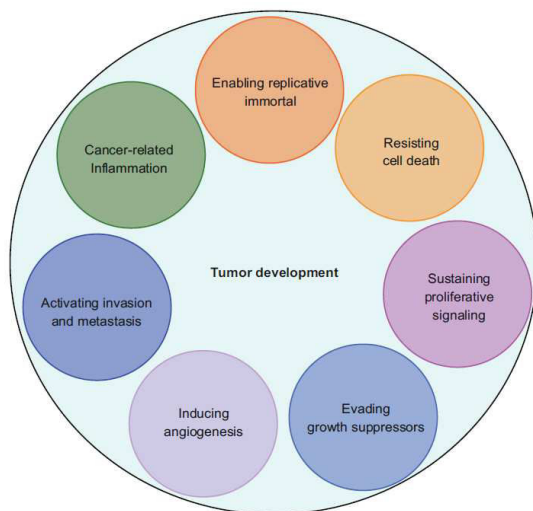 Enabling replicative
immortal
Resisting
cell death
Sustaining
proliferative
signaling
Evading
growth suppressors
Inducing
angiogenesis
Activating invasion
and metastasis
Cancer-related
Inflammation
Tumor development